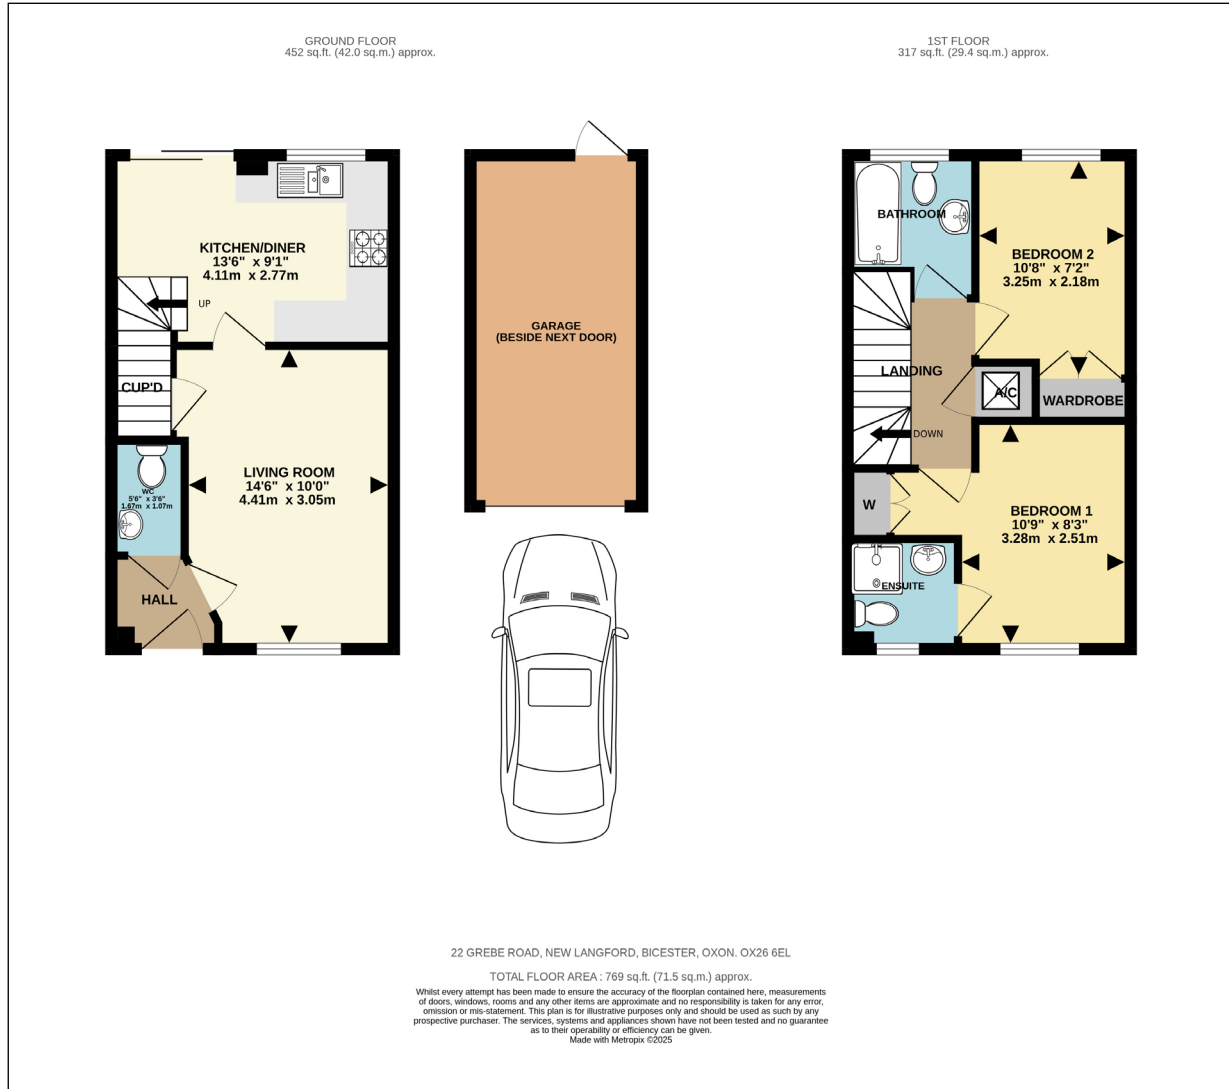 GROUND FLOOR
452 sq.ft. (42.0 sq.m.) approx.
1ST FLOOR
317 sq.ft. (29.4 sq.m.) approx.
KITCHEN/DINER
13'6" x 9'1"
4.11m x 2.77m
UP
CUP'D
LIVING ROOM
14'6" x 10'0"
4.41m x 3.05m
WC
5'6" x 3'6"
1.67m x 1.07m
HALL
GARAGE
(BESIDE NEXT DOOR)
BATHROOM
BEDROOM 2
10'8" x 7'2"
3.25m x 2.18m
LANDING
A/C
WARDROBE
DOWN
W
BEDROOM 1
10'9" x 8'3"
3.28m x 2.51m
ENSUITE
22 GREBE ROAD, NEW LANGFORD, BICESTER, OXON. OX26 6EL
TOTAL FLOOR AREA : 769 sq.ft. (71.5 sq.m.) approx.
Whilst every attempt has been made to ensure the accuracy of the floorplan contained here, measurements
of doors, windows, rooms and any other items are approximate and no responsibility is taken for any error,
omission or mis-statement. This plan is for illustrative purposes only and should be used as such by any
prospective purchaser. The services, systems and appliances shown have not been tested and no guarantee
as to their operability or efficiency can be given.
Made with Metropix ©2025